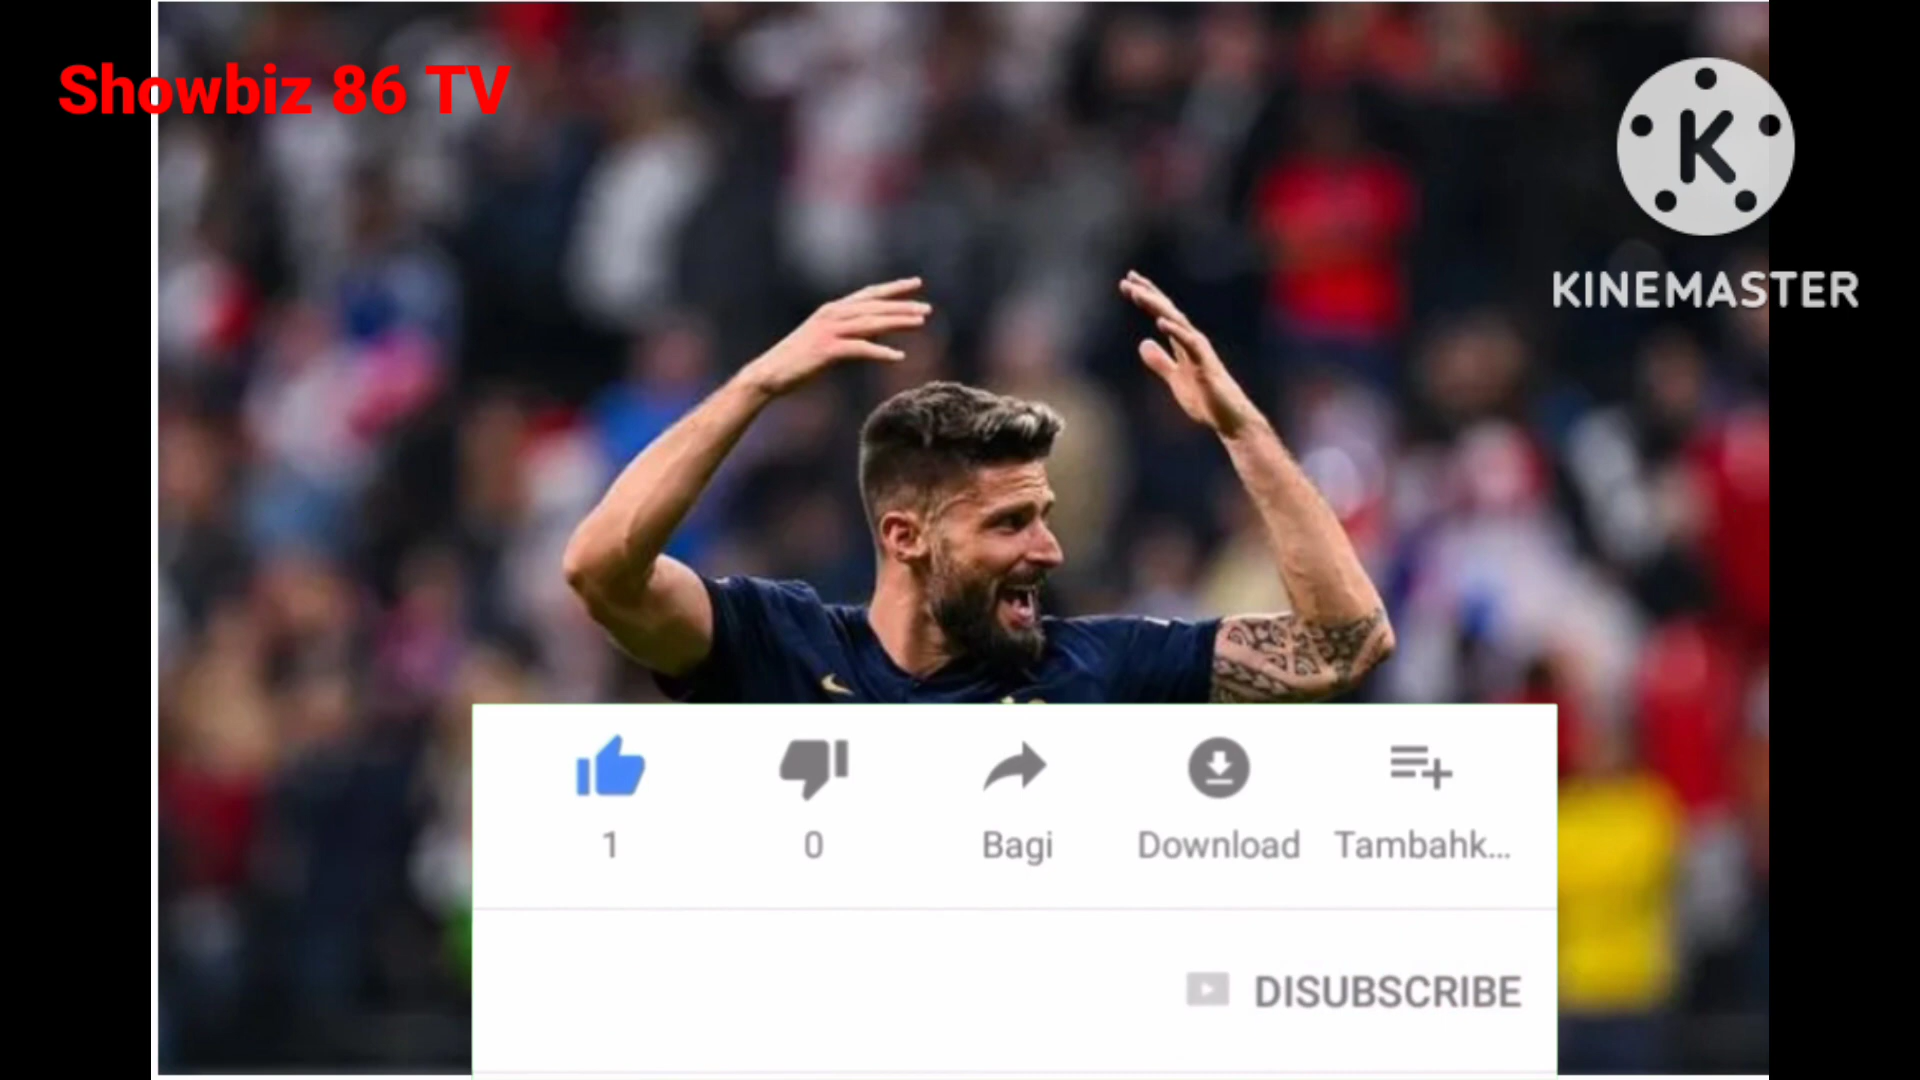 Showbiz 86 TV
K
KINEMASTER
1
0
Bagi
Download
Tambahk...
DISUBSCRIBE